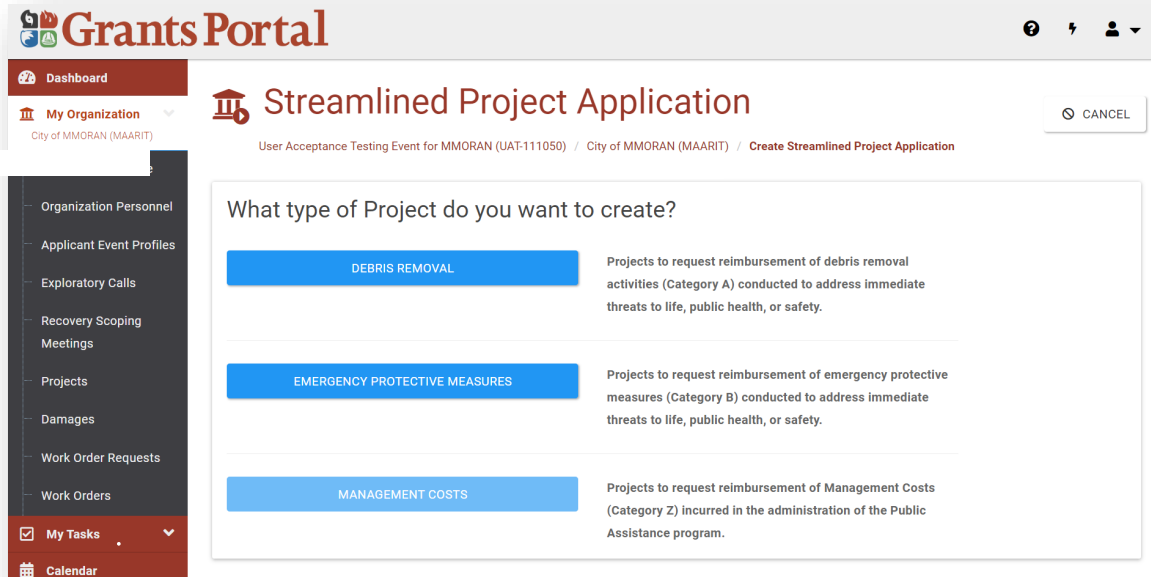 Grants Portal
Dashboard
My Organization
City of MMORAN (MAARIT)
Organization Personnel
Applicant Event Profiles
Exploratory Calls
Recovery Scoping
Meetings
Projects
Damages
Work Order Requests
Work Orders
My Tasks
Calendar
Streamlined Project Application
CANCEL
User Acceptance Testing Event for MMORAN (UAT-111050) / City of MMORAN (MAARIT) / Create Streamlined Project Application
What type of Project do you want to create?
DEBRIS REMOVAL
Projects to request reimbursement of debris removal
activities (Category A) conducted to address immediate
threats to life, public health, or safety.
EMERGENCY PROTECTIVE MEASURES
Projects to request reimbursement of emergency protective
measures (Category B) conducted to address immediate
threats to life, public health, or safety.
MANAGEMENT COSTS
Projects to request reimbursement of Management Costs
(Category Z) incurred in the administration of the Public
Assistance program.